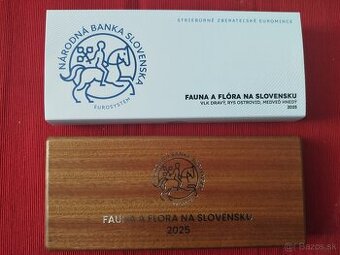 STRIEBORNÉ ZBERATEĽSKÉ EUROMINCE
NÁRODNÁ BANKA SLOVENSKA
EUROSYSTÉM
FAUNA A FLÓRA NA SLOVENSKU
VLK DRAVÝ, RYS OSTROVID, MEDVEĎ HNEDÝ
2025
FAUNA A FLÓRA NA SLOVENSKU
2025
bazos.sk